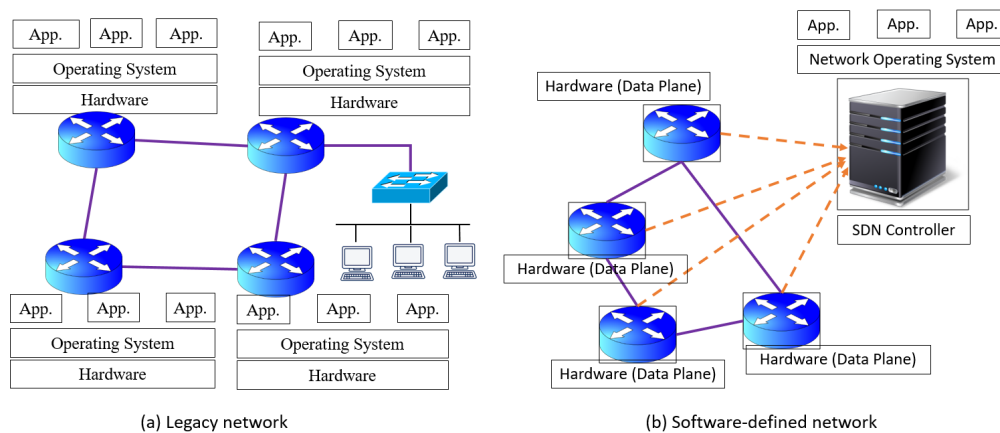 App. App. App.
Operating System
Hardware
App. App. App.
Operating System
Hardware
App. App. App.
Operating System
Hardware
App. App. App.
Operating System
Hardware
(a) Legacy network
App. App. App.
Network Operating System
SDN Controller
Hardware (Data Plane)
Hardware (Data Plane)
Hardware (Data Plane)
Hardware (Data Plane)
(b) Software-defined network